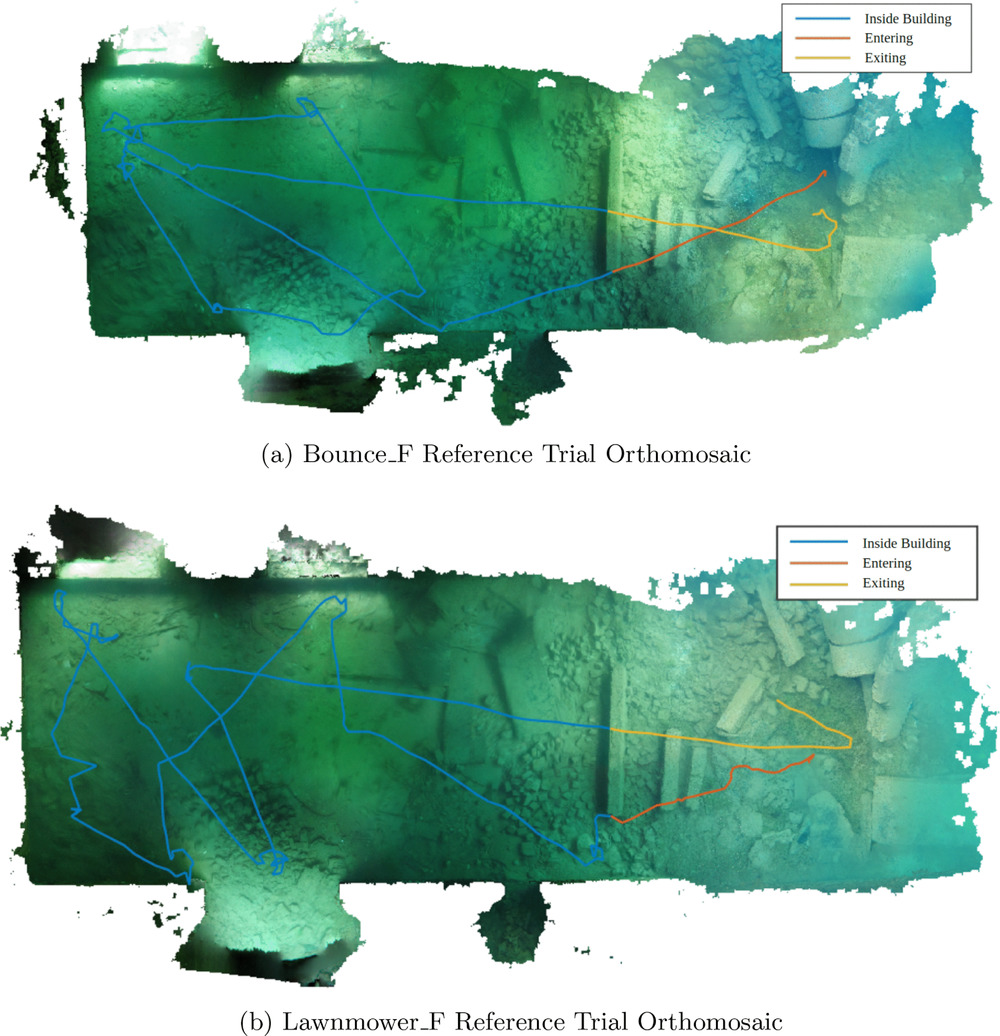 Inside Building
Entering
Exiting
(a) Bounce_F Reference Trial Orthomosaic
Inside Building
Entering
Exiting
(b) Lawnmower_F Reference Trial Orthomosaic